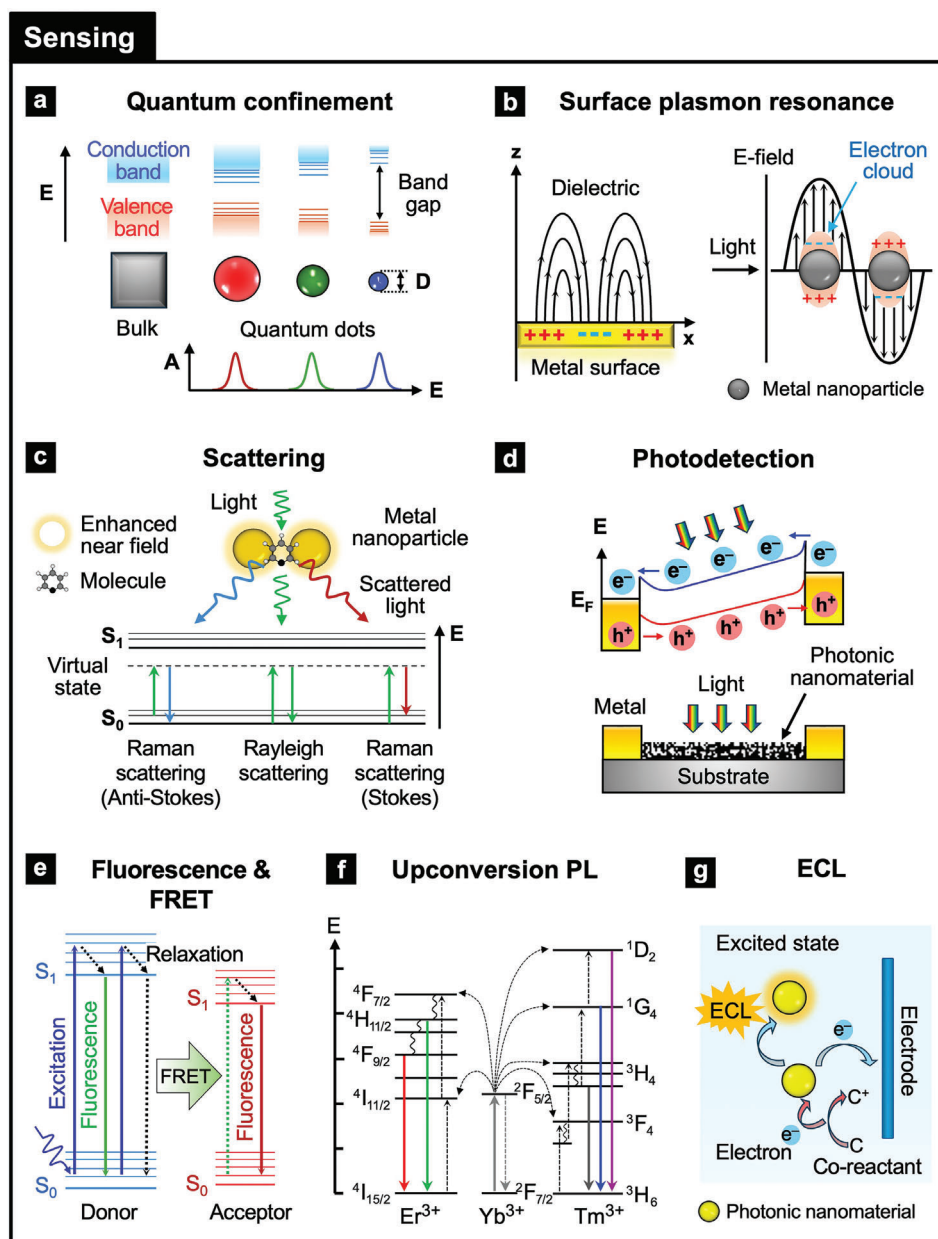 Sensing
a
Quantum confinement
E
Conduction
band
Valence
band
Band
gap
D
Bulk
Quantum dots
A
E
b
Surface plasmon resonance
z
Dielectric
+++
---
+++
x
Metal surface
E-field
Electron
cloud
Light
---
+++
+++
---
Metal nanoparticle
c
Scattering
Light
Enhanced
near field
Metal
nanoparticle
Molecule
Scattered
light
E
S₁
Virtual
state
S₀
Raman
scattering
(Anti-Stokes)
Rayleigh
scattering
Raman
scattering
(Stokes)
d
Photodetection
E
e⁻
e⁻
e⁻
e⁻
e⁻
E_F
h⁺
h⁺
h⁺
h⁺
h⁺
Photonic
nanomaterial
Light
Metal
Substrate
e
Fluorescence &
FRET
Relaxation
S₁
S₁
Excitation
Fluorescence
FRET
Fluorescence
S₀
S₀
Donor
Acceptor
f
Upconversion PL
E
⁴F₇/₂
⁴H₁₁/₂
⁴F₉/₂
⁴I₁₁/₂
⁴I₁₅/₂
Er³⁺
²F₅/₂
²F₇/₂
Yb³⁺
¹D₂
¹G₄
³H₄
³F₄
³H₆
Tm³⁺
g
ECL
Excited state
ECL
e⁻
Electrode
C⁺
e⁻
C
Electron
Co-reactant
Photonic nanomaterial